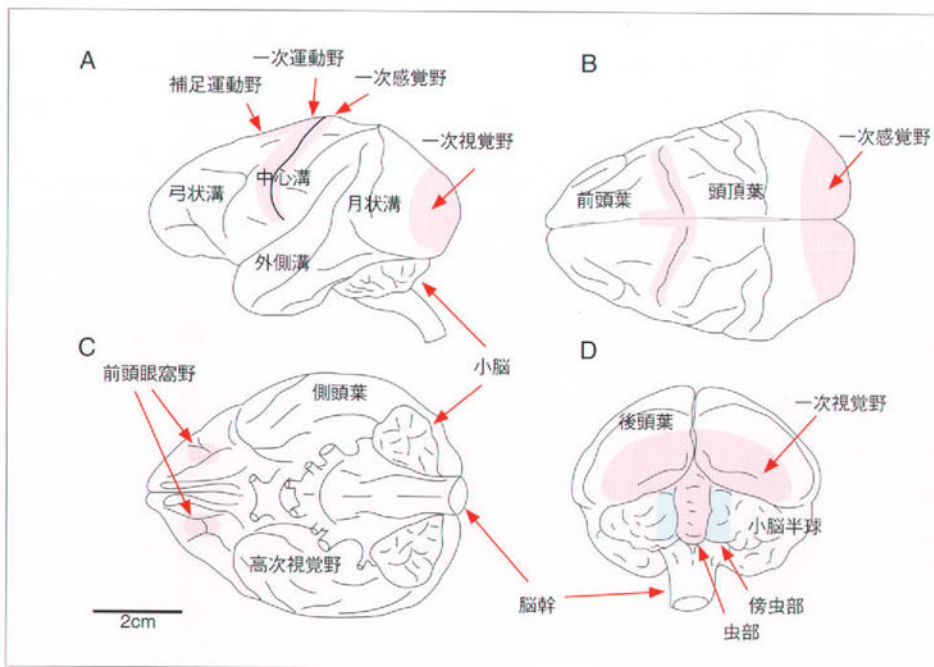 A
一次運動野
補足運動野
一次感覚野
一次視覚野
弓状溝
中心溝
月状溝
外側溝
B
一次感覚野
前頭葉
頭頂葉
C
前頭眼窩野
側頭葉
小脳
高次視覚野
脳幹
2cm
D
後頭葉
一次視覚野
小脳半球
傍虫部
虫部